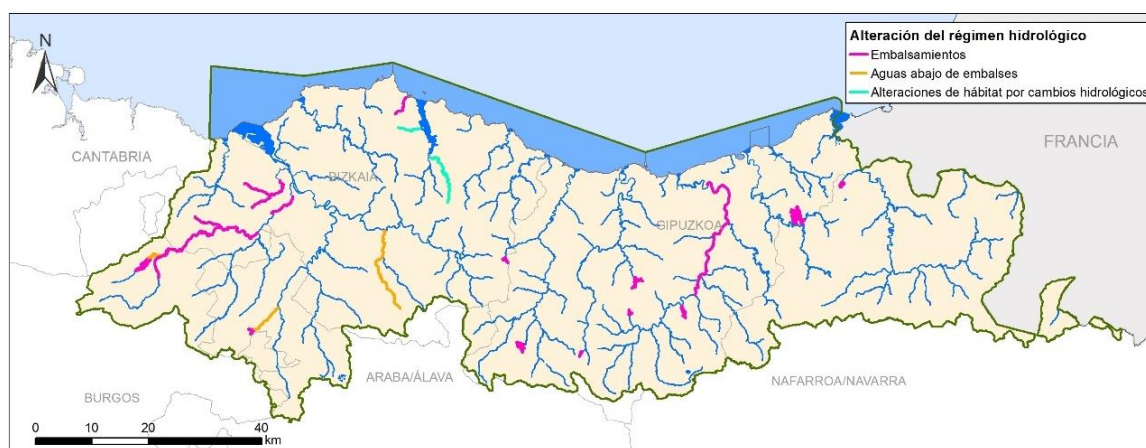 Alteración del régimen hidrológico
Embalsamientos
Aguas abajo de embalses
Alteraciones de hábitat por cambios hidrológicos
N
FRANCIA
CANTABRIA
BIZKAIA
GIPUZKOA
ARABA/ÁLAVA
NAFARROA/NAVARRA
BURGOS
0 10 20 40
km